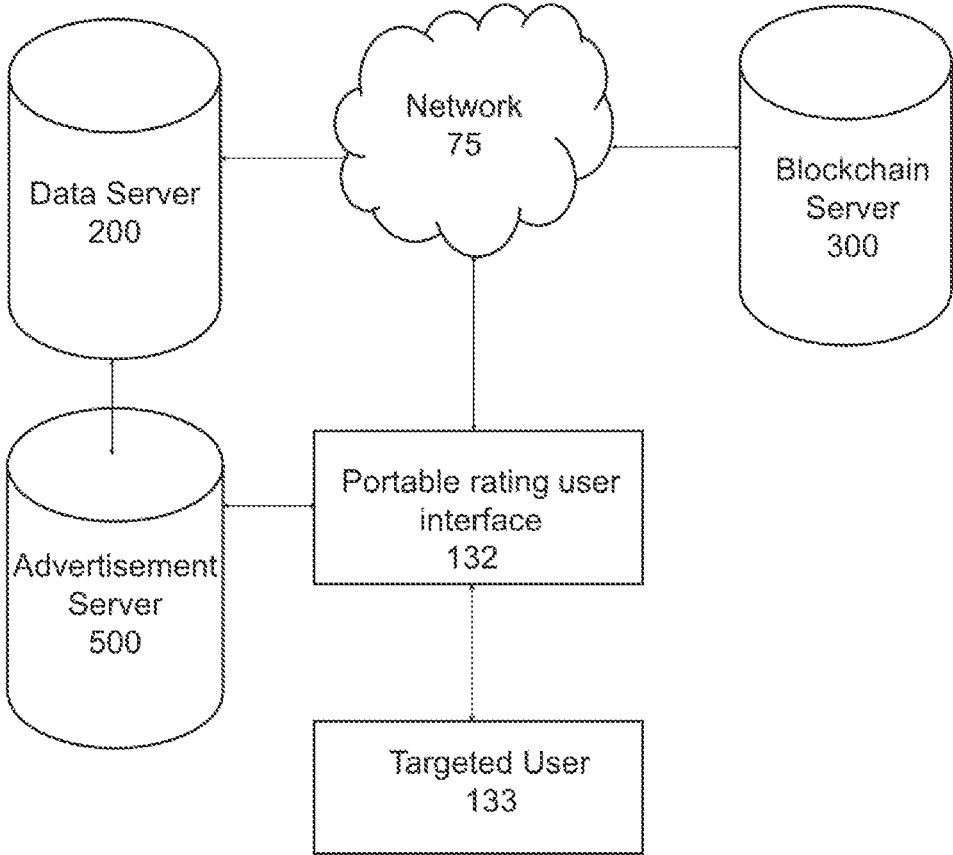 Network
75
Data Server
200
Blockchain
Server
300
Portable rating user
interface
132
Advertisement
Server
500
Targeted User
133